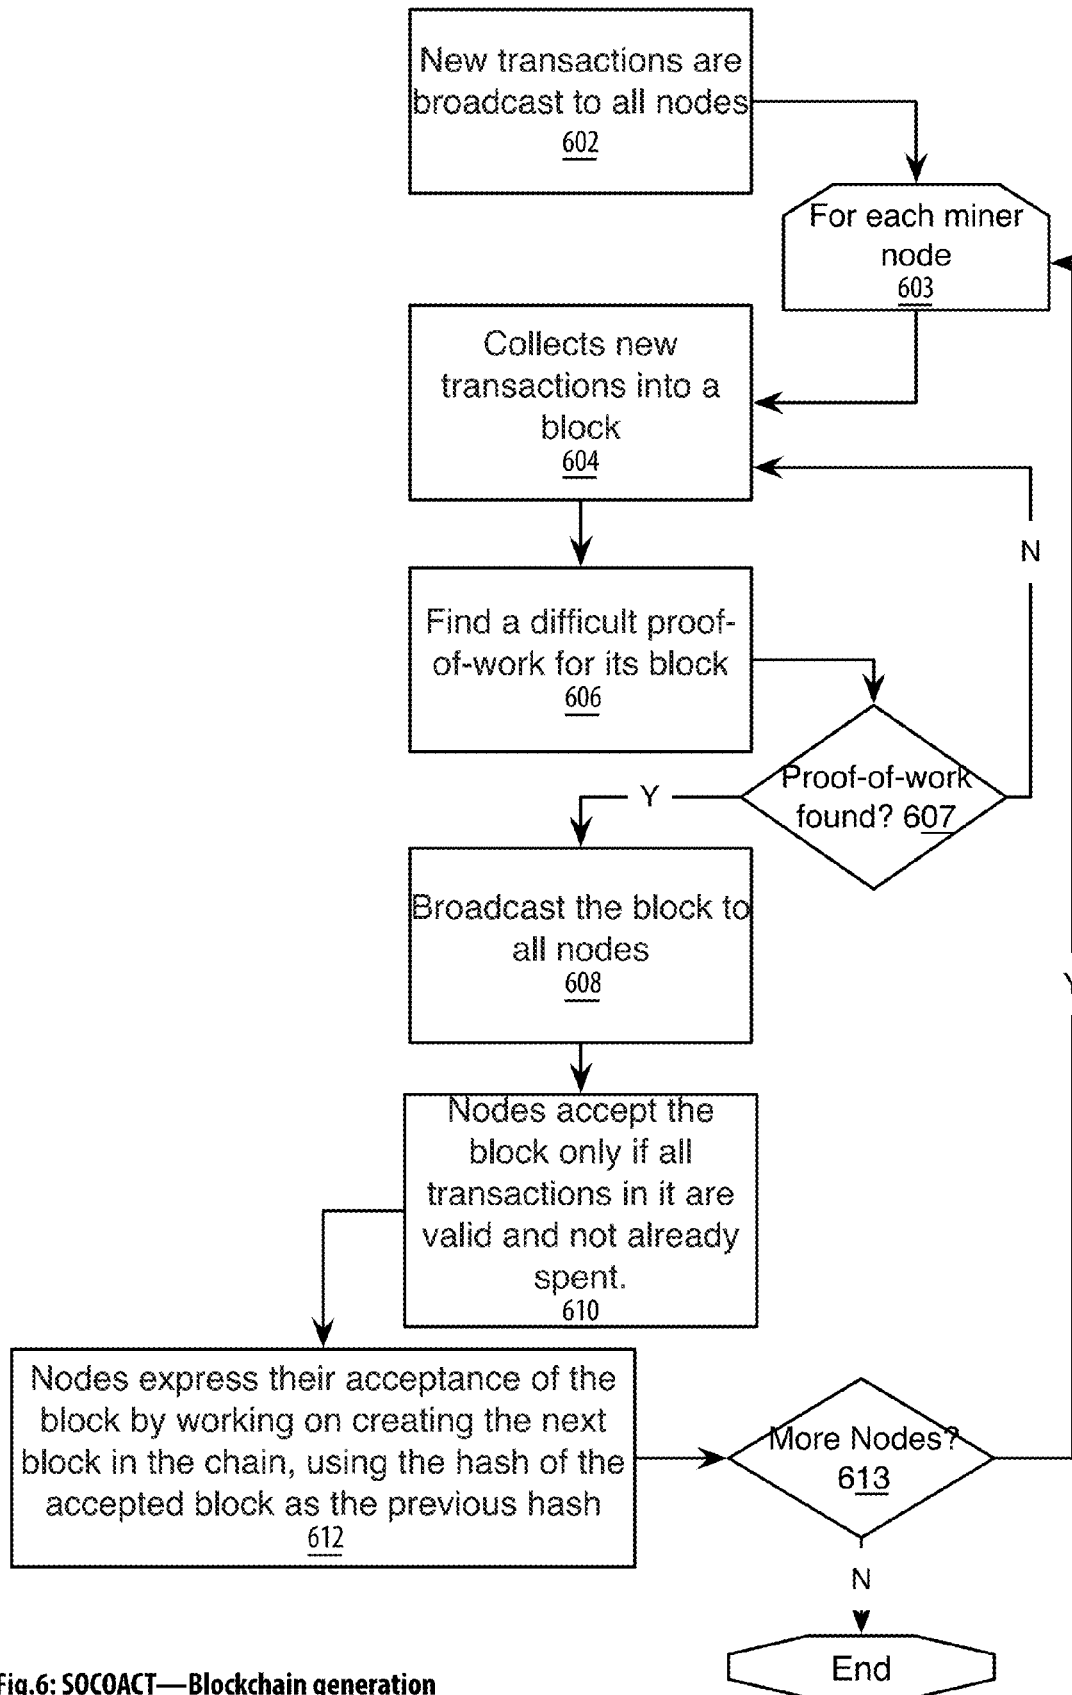 New transactions are
broadcast to all nodes
602
For each miner
node
603
Collects new
transactions into a
block
604
N
Find a difficult proof-
of-work for its block
606
Proof-of-work
found? 607
Y
Broadcast the block to
all nodes
608
Y
Nodes accept the
block only if all
transactions in it are
valid and not already
spent.
610
Nodes express their acceptance of the
block by working on creating the next
block in the chain, using the hash of the
accepted block as the previous hash
612
More Nodes?
613
N
End
Fig.6: SOCOACT—Blockchain generation